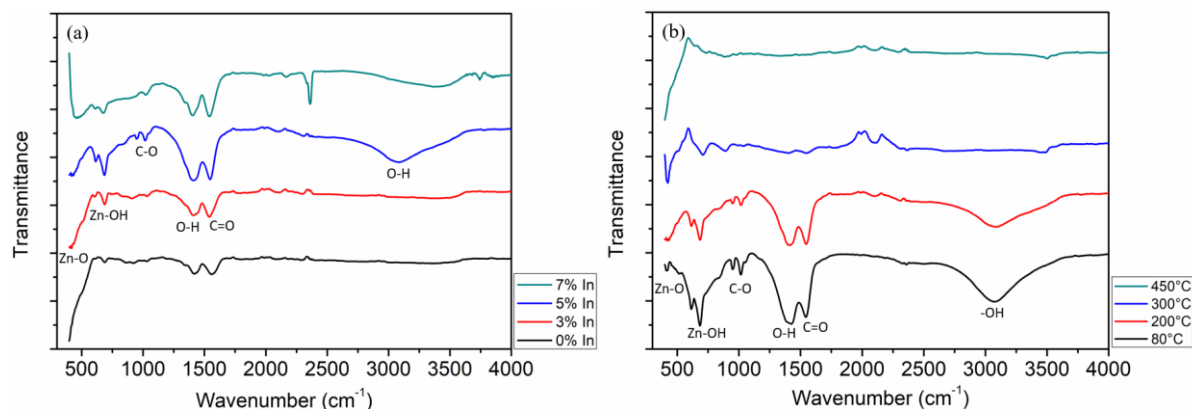 (a)
Transmittance
C-O
O-H
Zn-OH
O-H
C=O
Zn-O
7% In
5% In
3% In
0% In
500 1000 1500 2000 2500 3000 3500 4000
Wavenumber (cm-1)
(b)
Transmittance
Zn-O
C-O
-OH
Zn-OH
O-H
C=O
450°C
300°C
200°C
80°C
500 1000 1500 2000 2500 3000 3500 4000
Wavenumber (cm-1)